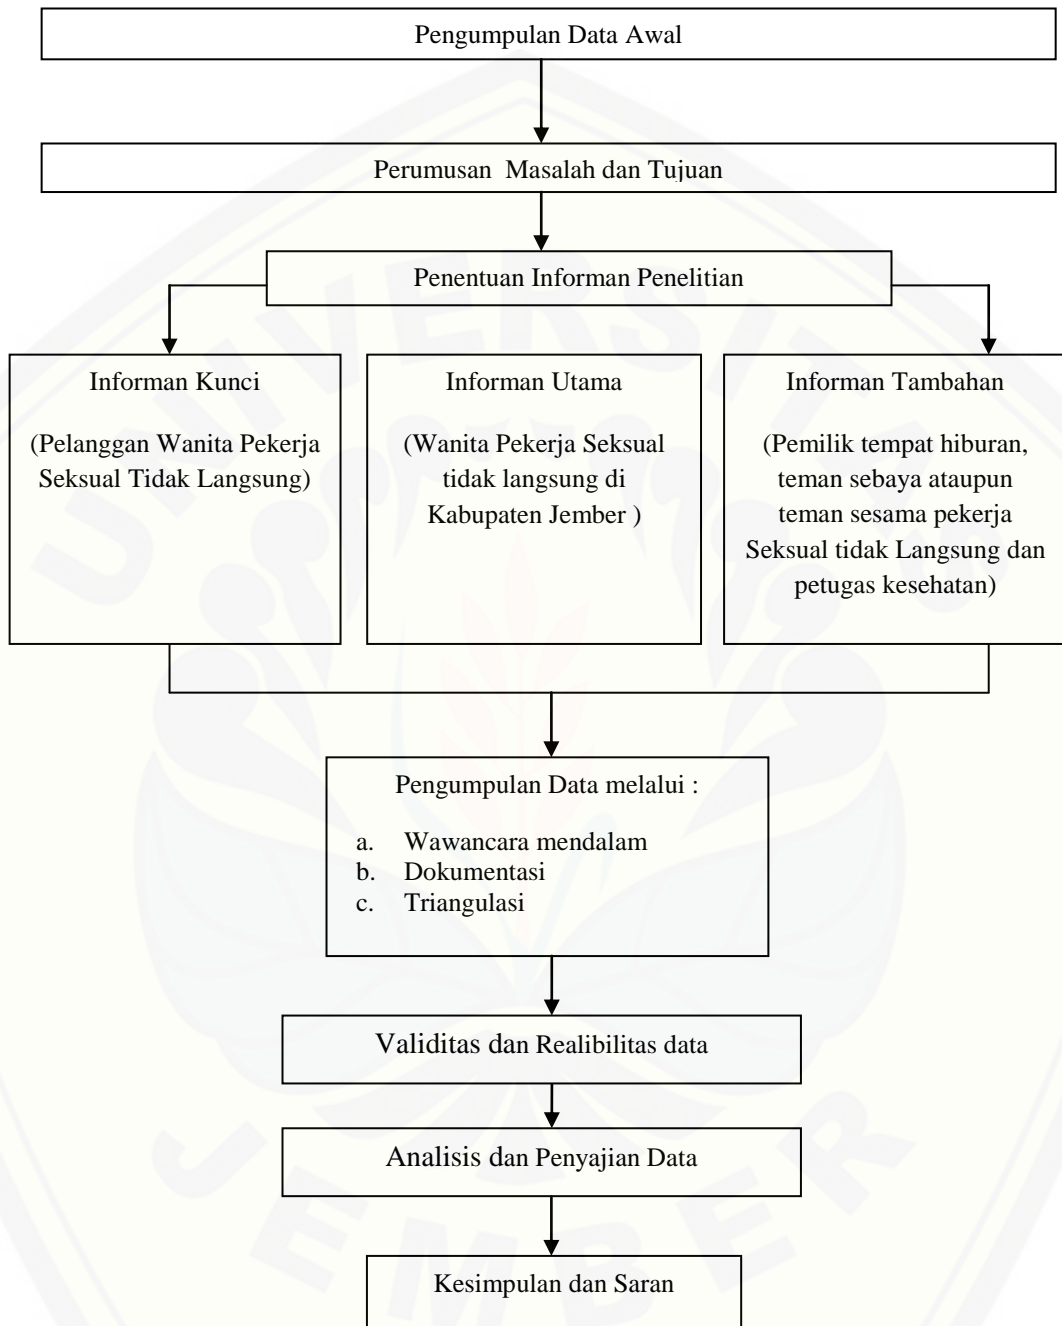 Pengumpulan Data Awal
Perumusan Masalah dan Tujuan
Penentuan Informan Penelitian
Informan Kunci
(Pelanggan Wanita Pekerja
Seksual Tidak Langsung)
Informan Utama
(Wanita Pekerja Seksual
tidak langsung di
Kabupaten Jember )
Informan Tambahan
(Pemilik tempat hiburan,
teman sebaya ataupun
teman sesama pekerja
Seksual tidak Langsung dan
petugas kesehatan)
Pengumpulan Data melalui :
a. Wawancara mendalam
b. Dokumentasi
c. Triangulasi
Validitas dan Realibilitas data
Analisis dan Penyajian Data
Kesimpulan dan Saran
UNIVERSITAS
JEMBER